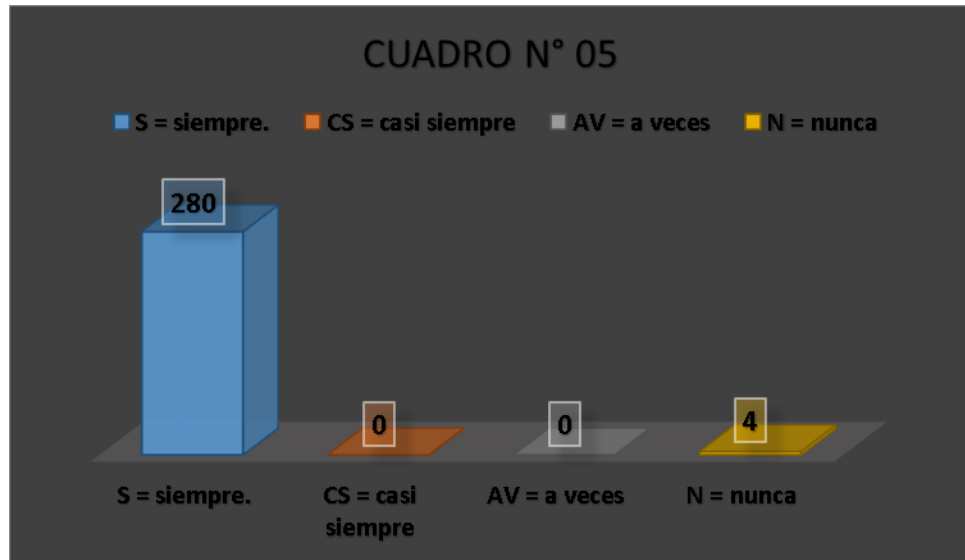 CUADRO N° 05
S = siempre. CS = casi siempre AV = a veces N = nunca
280
0
0
4
S = siempre.
CS = casi
siempre
AV = a veces
N = nunca